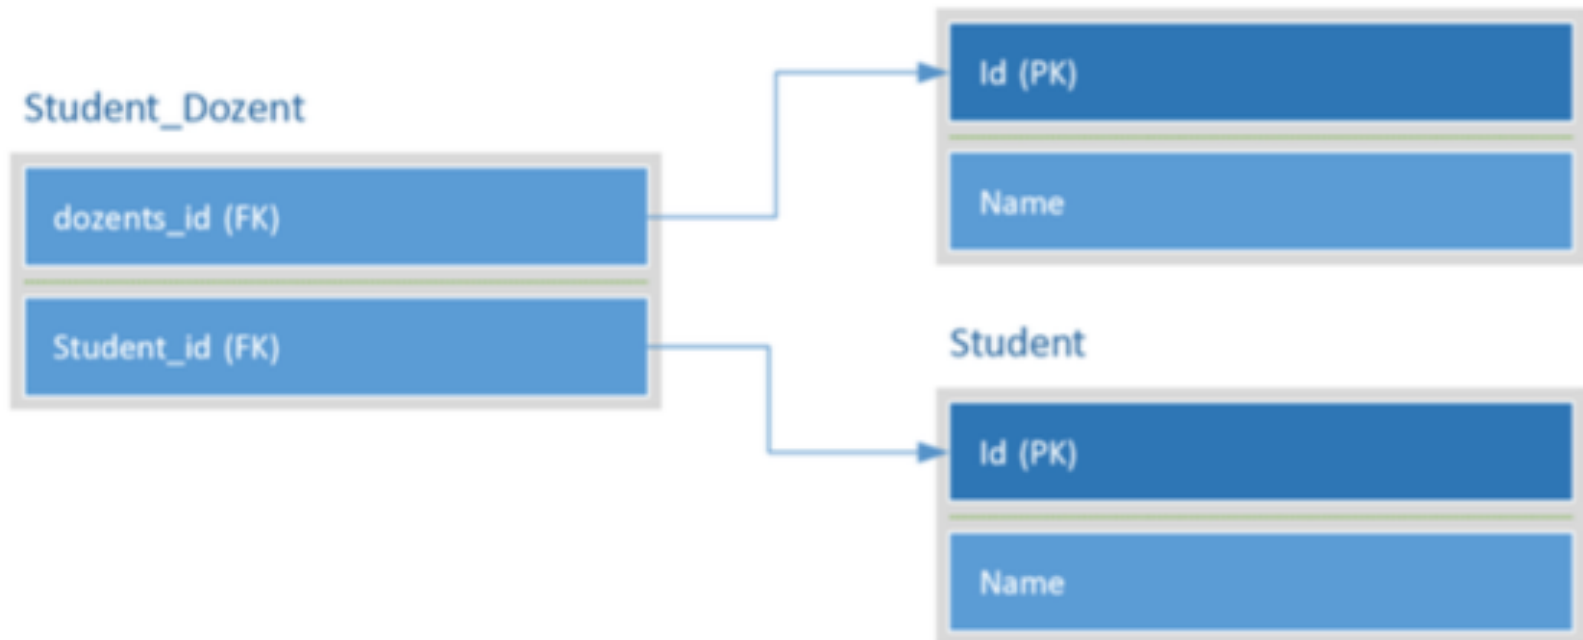 Student_Dozent
dozents_id (FK)
Student_id (FK)
Id (PK)
Name
Student
Id (PK)
Name